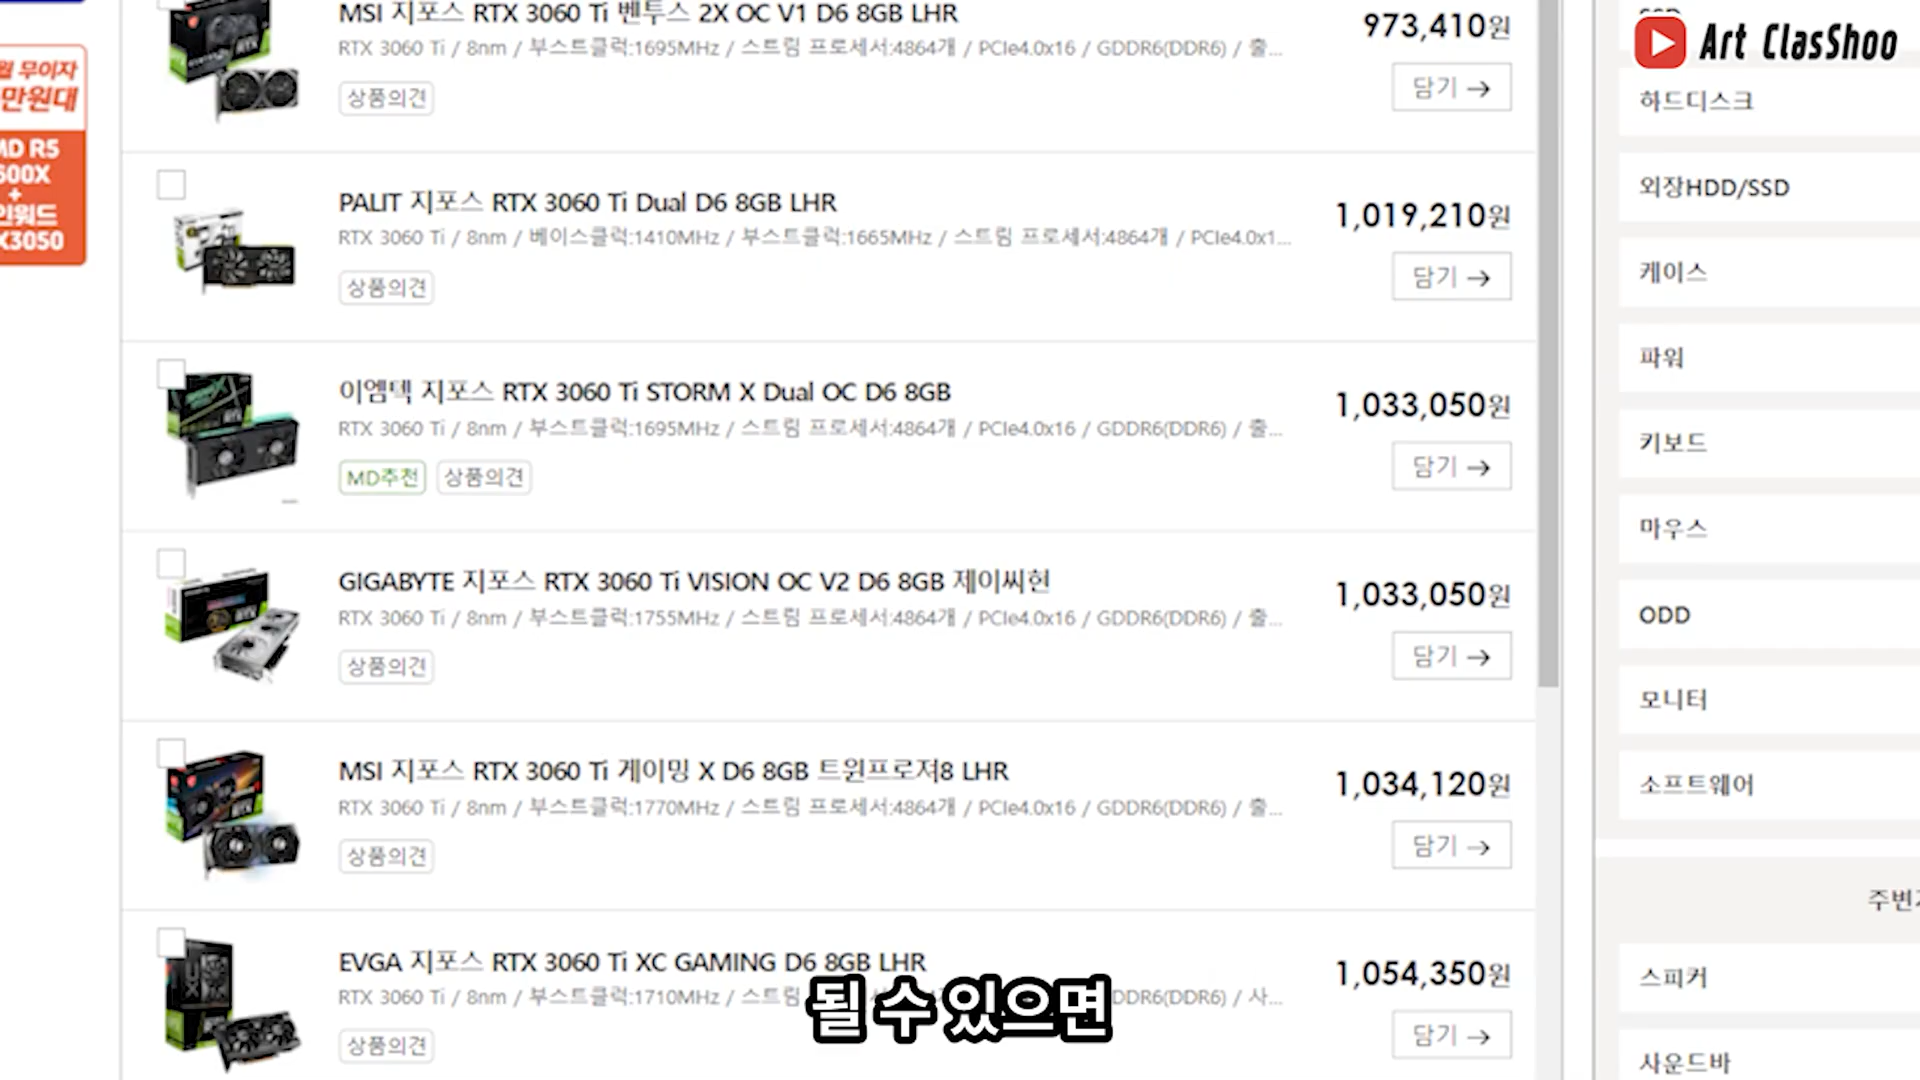 MSI 지포스 RTX 3060 Ti 벤투스 2X OC V1 D6 8GB LHR
973,410원
RTX 3060 Ti / 8nm / 부스트클럭:1695MHz / 스트림 프로세서:4864개 / PCIe4.0x16 / GDDR6(DDR6) / 출...
담기 →
상품의견
PALIT 지포스 RTX 3060 Ti Dual D6 8GB LHR
1,019,210원
RTX 3060 Ti / 8nm / 베이스클럭:1410MHz / 부스트클럭:1665MHz / 스트림 프로세서:4864개 / PCIe4.0x1...
담기 →
상품의견
이엠텍 지포스 RTX 3060 Ti STORM X Dual OC D6 8GB
1,033,050원
RTX 3060 Ti / 8nm / 부스트클럭:1695MHz / 스트림 프로세서:4864개 / PCIe4.0x16 / GDDR6(DDR6) / 출...
담기 →
MD추천 상품의견
GIGABYTE 지포스 RTX 3060 Ti VISION OC V2 D6 8GB 제이씨현
1,033,050원
RTX 3060 Ti / 8nm / 부스트클럭:1755MHz / 스트림 프로세서:4864개 / PCIe4.0x16 / GDDR6(DDR6) / 출...
담기 →
상품의견
MSI 지포스 RTX 3060 Ti 게이밍 X D6 8GB 트윈프로져8 LHR
1,034,120원
RTX 3060 Ti / 8nm / 부스트클럭:1770MHz / 스트림 프로세서:4864개 / PCIe4.0x16 / GDDR6(DDR6) / 출...
담기 →
상품의견
EVGA 지포스 RTX 3060 Ti XC GAMING D6 8GB LHR
1,054,350원
RTX 3060 Ti / 8nm / 부스트클럭:1710MHz / 스트림 DDR6(DDR6) / 사...
담기 →
상품의견
될 수 있으면
월 무이자
만원대
MD R5
600X
+
인워드
X3050
Art ClasShoo
하드디스크
외장HDD/SSD
케이스
파워
키보드
마우스
ODD
모니터
소프트웨어
주변
스피커
사운드바